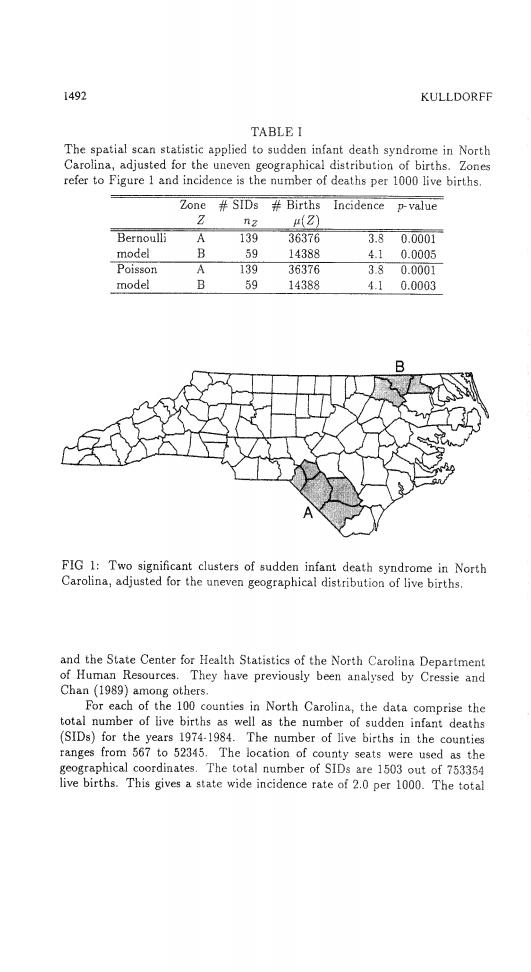 1492 KULLDORFF
TABLE I
The spatial scan statistic applied to sudden infant death syndrome in North
Carolina, adjusted for the uneven geographical distribution of births. Zones
refer to Figure 1 and incidence is the number of deaths per 1000 live births.
Zone # SIDs # Births Incidence p-value
Z n_Z μ(Z)
Bernoulli A 139 36376 3.8 0.0001
model B 59 14388 4.1 0.0005
Poisson A 139 36376 3.8 0.0001
model B 59 14388 4.1 0.0003
B
A
FIG 1: Two significant clusters of sudden infant death syndrome in North
Carolina, adjusted for the uneven geographical distribution of live births.
and the State Center for Health Statistics of the North Carolina Department
of Human Resources. They have previously been analysed by Cressie and
Chan (1989) among others.
For each of the 100 counties in North Carolina, the data comprise the
total number of live births as well as the number of sudden infant deaths
(SIDs) for the years 1974-1984. The number of live births in the counties
ranges from 567 to 52345. The location of county seats were used as the
geographical coordinates. The total number of SIDs are 1503 out of 753354
live births. This gives a state wide incidence rate of 2.0 per 1000. The total